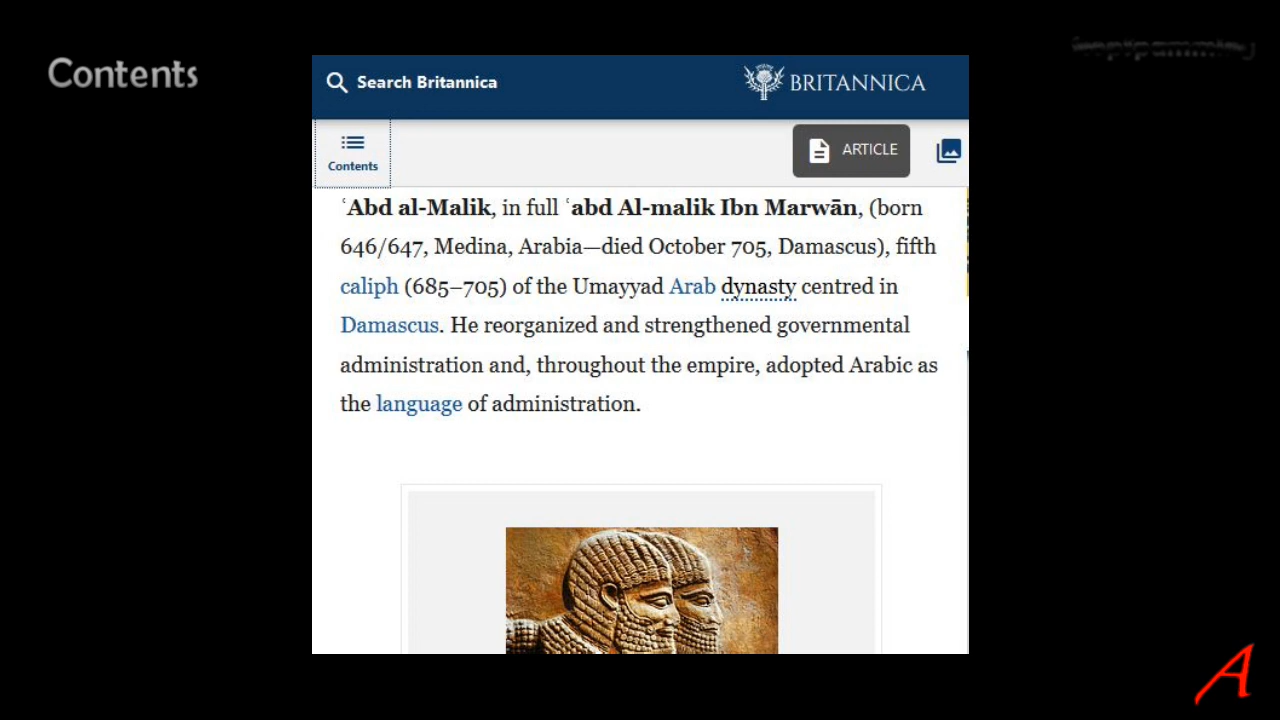 Contents
Search Britannica
BRITANNICA
Contents
ARTICLE
ʿAbd al-Malik, in full ʿabd Al-malik Ibn Marwān, (born
646/647, Medina, Arabia—died October 705, Damascus), fifth
caliph (685–705) of the Umayyad Arab dynasty centred in
Damascus. He reorganized and strengthened governmental
administration and, throughout the empire, adopted Arabic as
the language of administration.
A